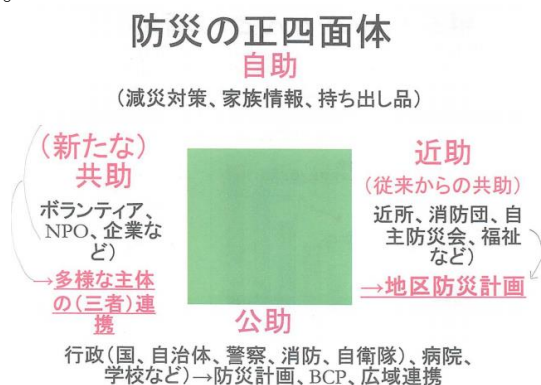 防災の正四面体
自助
(減災対策、家族情報、持ち出し品)
(新たな)
共助
ボランティア、
NPO、企業な
ど)
→多様な主体
の(三者)連
携
近助
(従来からの共助)
近所、消防団、自
主防災会、福祉
など)
→地区防災計画
公助
行政(国、自治体、警察、消防、自衛隊)、病院、
学校など)→防災計画、BCP、広域連携